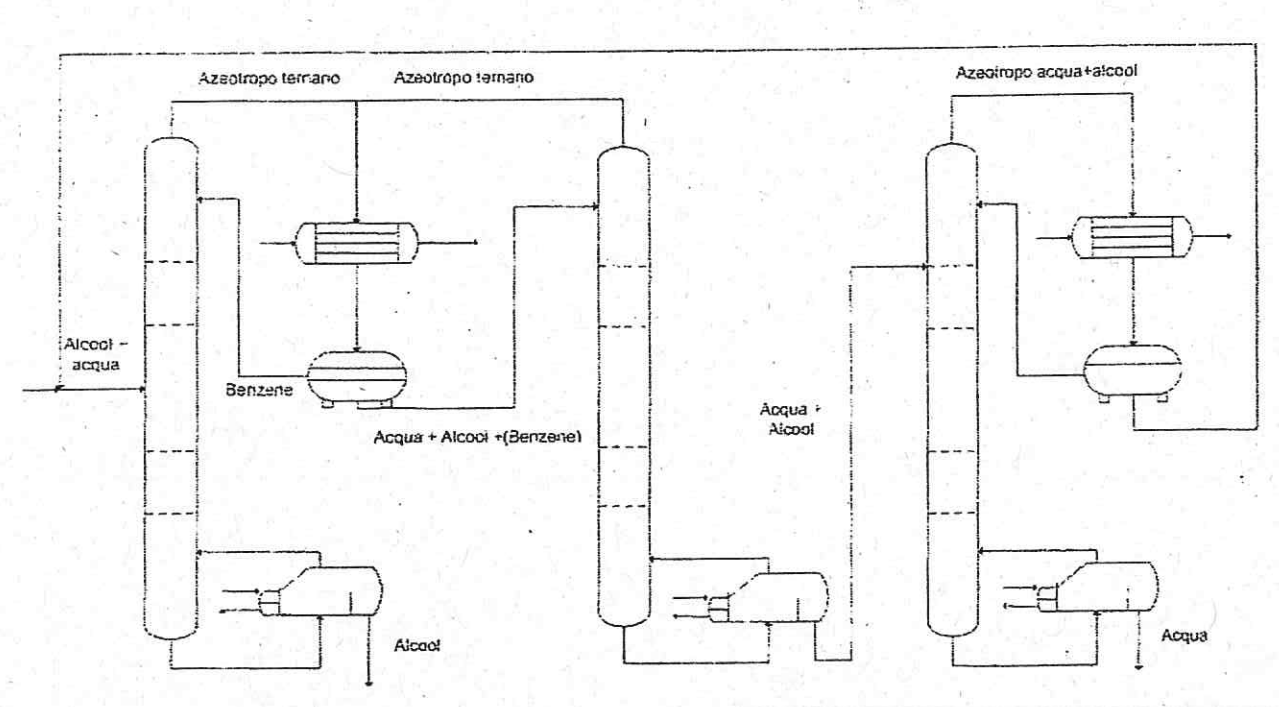 Azeotropo ternario
Azeotropo ternario
Azeotropo acqua+alcool
Alcool -
acqua
Benzene
Acqua + Alcool +(Benzene)
Acqua +
Alcool
Alcool
Acqua